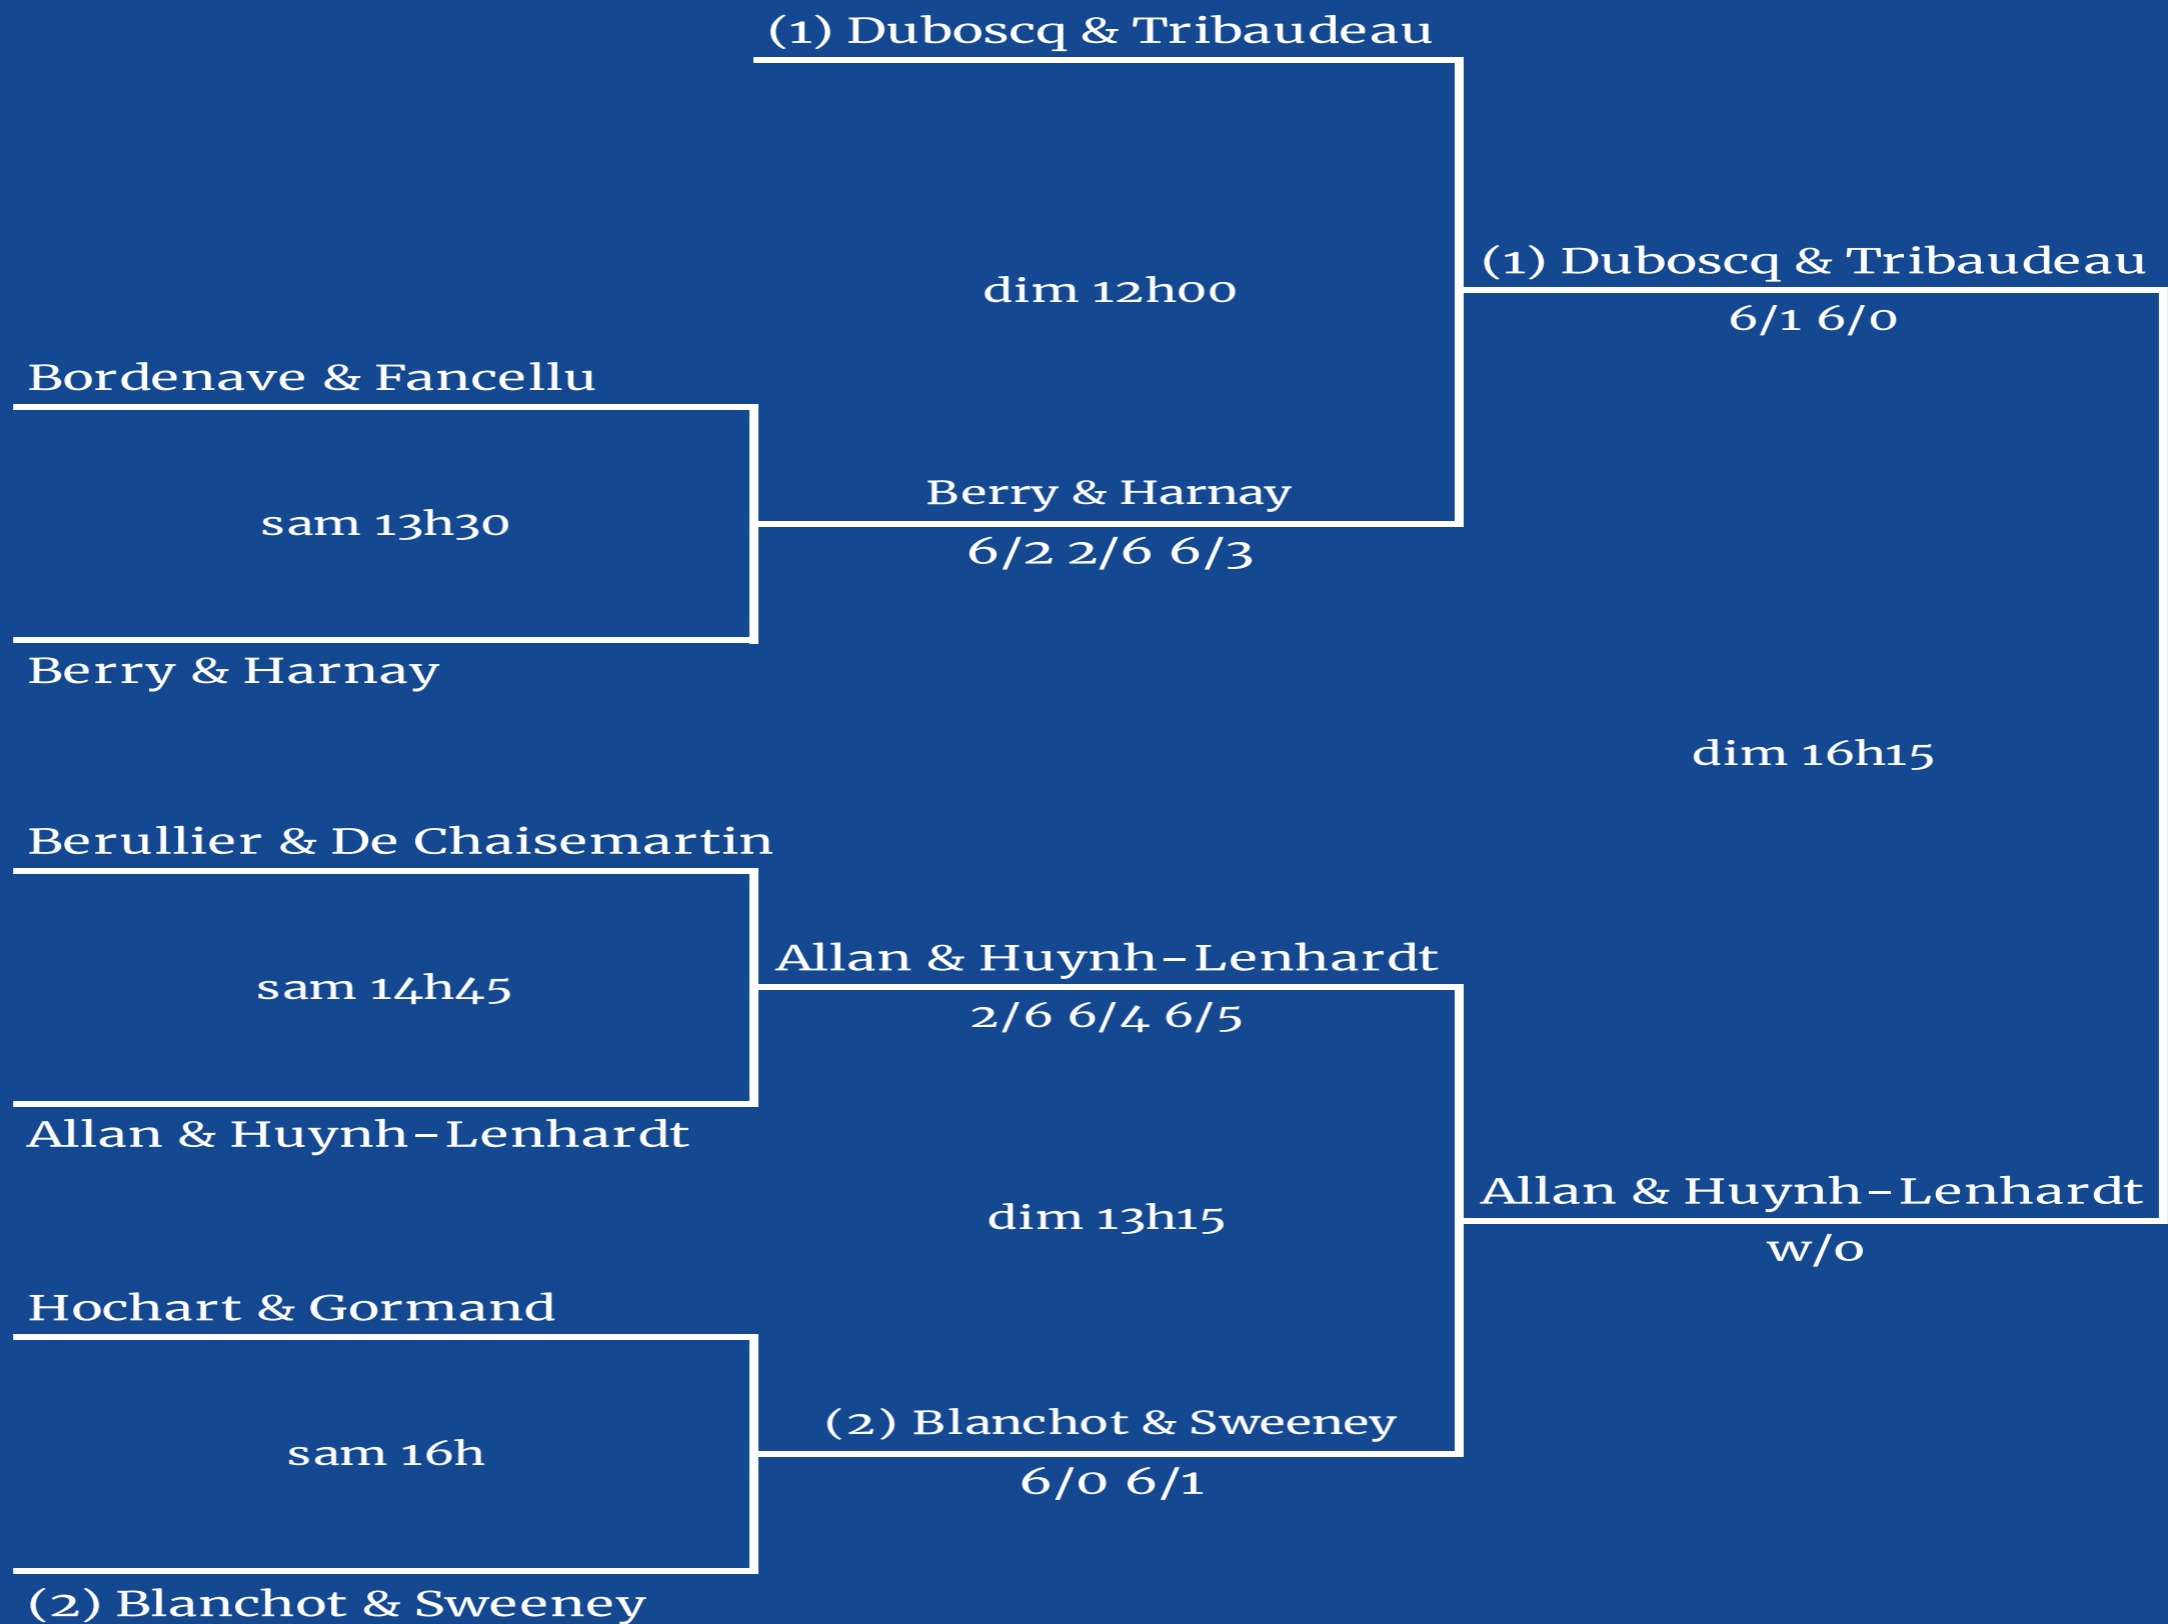 (1) Duboscq & Tribaudeau
dim 12h00
(1) Duboscq & Tribaudeau
6/1 6/0
Bordenave & Fancellu
sam 13h30
Berry & Harnay
Berry & Harnay
6/2 2/6 6/3
dim 16h15
Berullier & De Chaisemartin
sam 14h45
Allan & Huynh-Lenhardt
Allan & Huynh-Lenhardt
2/6 6/4 6/5
dim 13h15
Allan & Huynh-Lenhardt
w/o
Hochart & Gormand
sam 16h
(2) Blanchot & Sweeney
(2) Blanchot & Sweeney
6/0 6/1